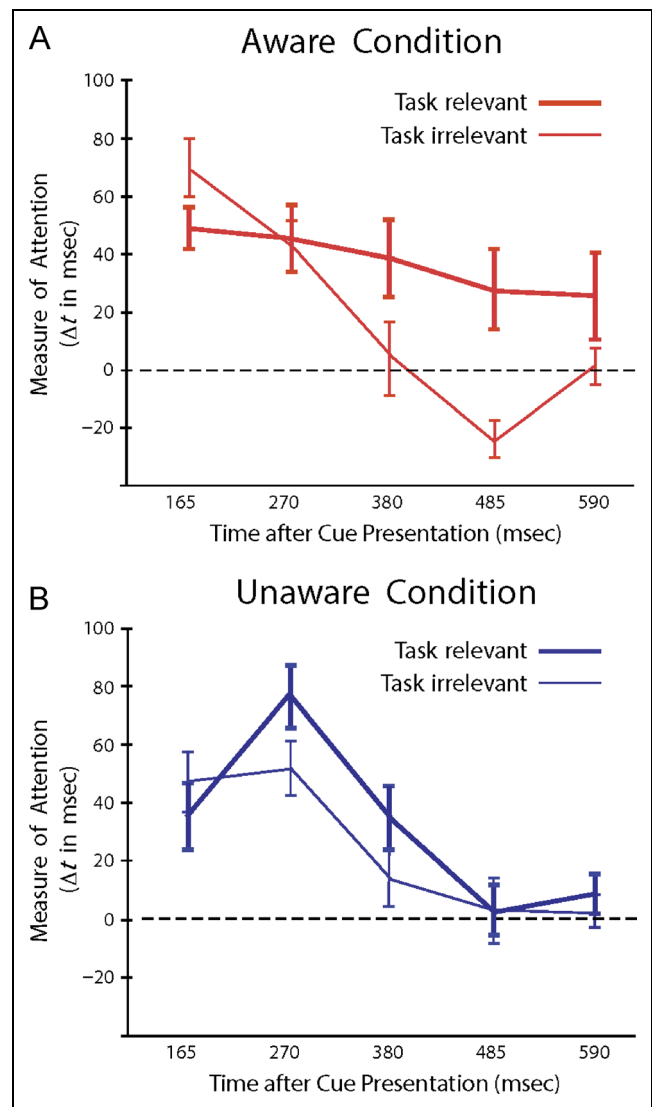 A
Aware Condition
100
80
60
40
20
0
−20
Task relevant
Task irrelevant
Measure of Attention
(Δt in msec)
165 270 380 485 590
Time after Cue Presentation (msec)
B
Unaware Condition
100
80
60
40
20
0
−20
Task relevant
Task irrelevant
Measure of Attention
(Δt in msec)
165 270 380 485 590
Time after Cue Presentation (msec)